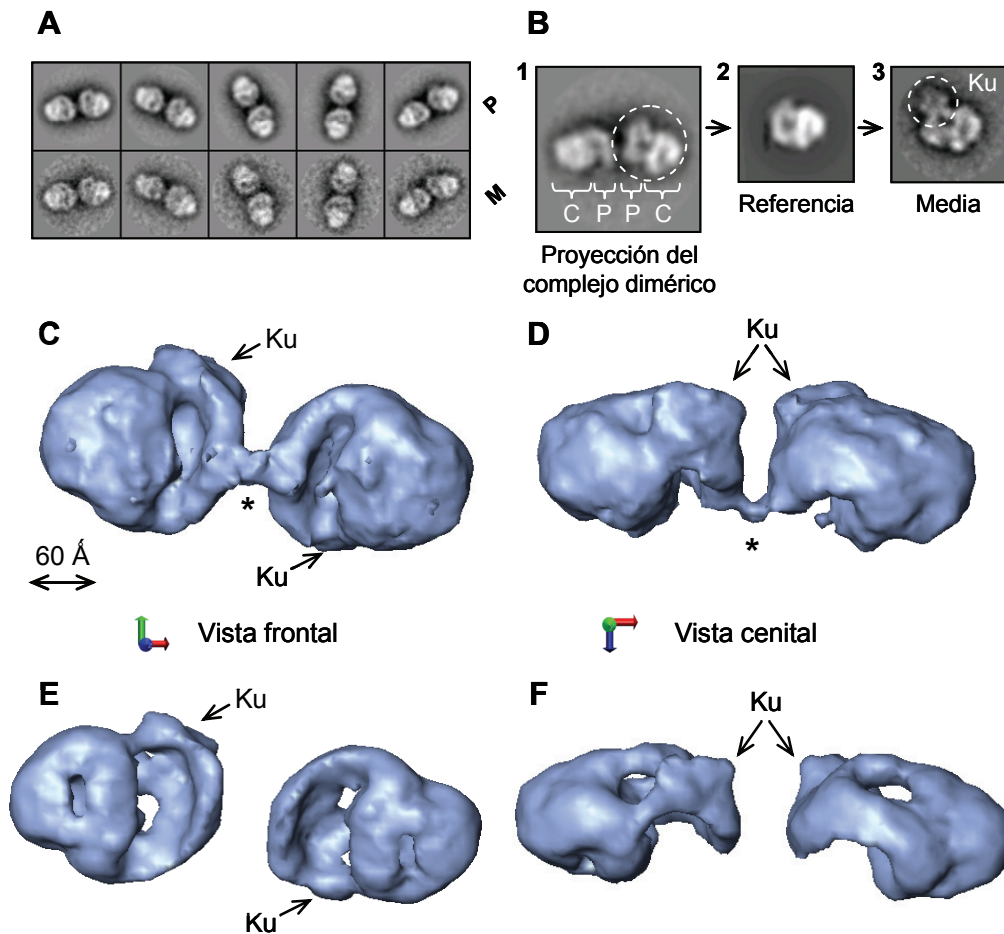 A
P
M
B
1
2
3
Ku
C P P C
Referencia
Media
Proyección del
complejo dimérico
C
Ku
*
60 Å
Ku
D
Ku
*
Vista frontal
Vista cenital
E
Ku
Ku
F
Ku